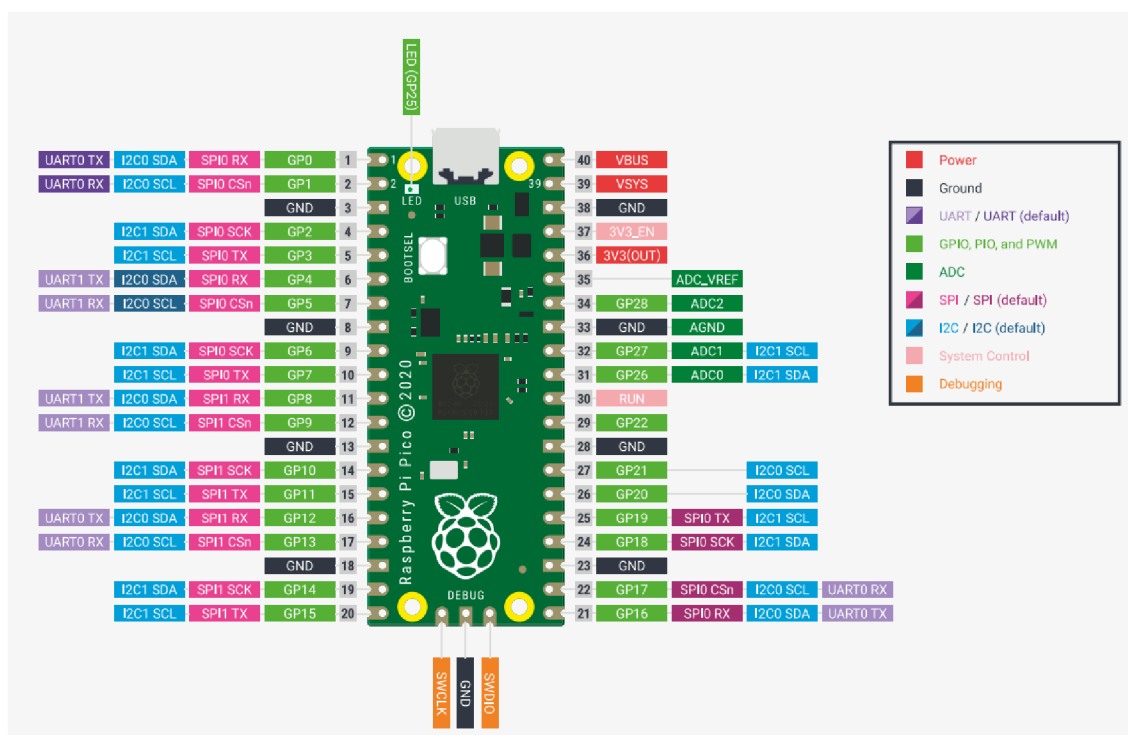 LED (GP25)
UART0 TX I2C0 SDA SPI0 RX GP0 1 1 40 VBUS
UART0 RX I2C0 SCL SPI0 CSn GP1 2 2 39 39 VSYS
LED USB
GND 3 38 GND
I2C1 SDA SPI0 SCK GP2 4 37 3V3_EN
BOOTSEL
I2C1 SCL SPI0 TX GP3 5 36 3V3(OUT)
UART1 TX I2C0 SDA SPI0 RX GP4 6 35 ADC_VREF
UART1 RX I2C0 SCL SPI0 CSn GP5 7 34 GP28 ADC2
GND 8 33 GND AGND
I2C1 SDA SPI0 SCK GP6 9 32 GP27 ADC1 I2C1 SCL
I2C1 SCL SPI0 TX GP7 10 31 GP26 ADC0 I2C1 SDA
UART1 TX I2C0 SDA SPI1 RX GP8 11 30 RUN
UART1 RX I2C0 SCL SPI1 CSn GP9 12 29 GP22
GND 13 28 GND
I2C1 SDA SPI1 SCK GP10 14 27 GP21 I2C0 SCL
I2C1 SCL SPI1 TX GP11 15 26 GP20 I2C0 SDA
UART0 TX I2C0 SDA SPI1 RX GP12 16 25 GP19 SPI0 TX I2C1 SCL
UART0 RX I2C0 SCL SPI1 CSn GP13 17 24 GP18 SPI0 SCK I2C1 SDA
GND 18 23 GND
I2C1 SDA SPI1 SCK GP14 19 22 GP17 SPI0 CSn I2C0 SCL UART0 RX
I2C1 SCL SPI1 TX GP15 20 21 GP16 SPI0 RX I2C0 SDA UART0 TX
Raspberry Pi Pico ©2020
DEBUG
SWCLK
GND
SWDIO
Power
Ground
UART / UART (default)
GPIO, PIO, and PWM
ADC
SPI / SPI (default)
I2C / I2C (default)
System Control
Debugging